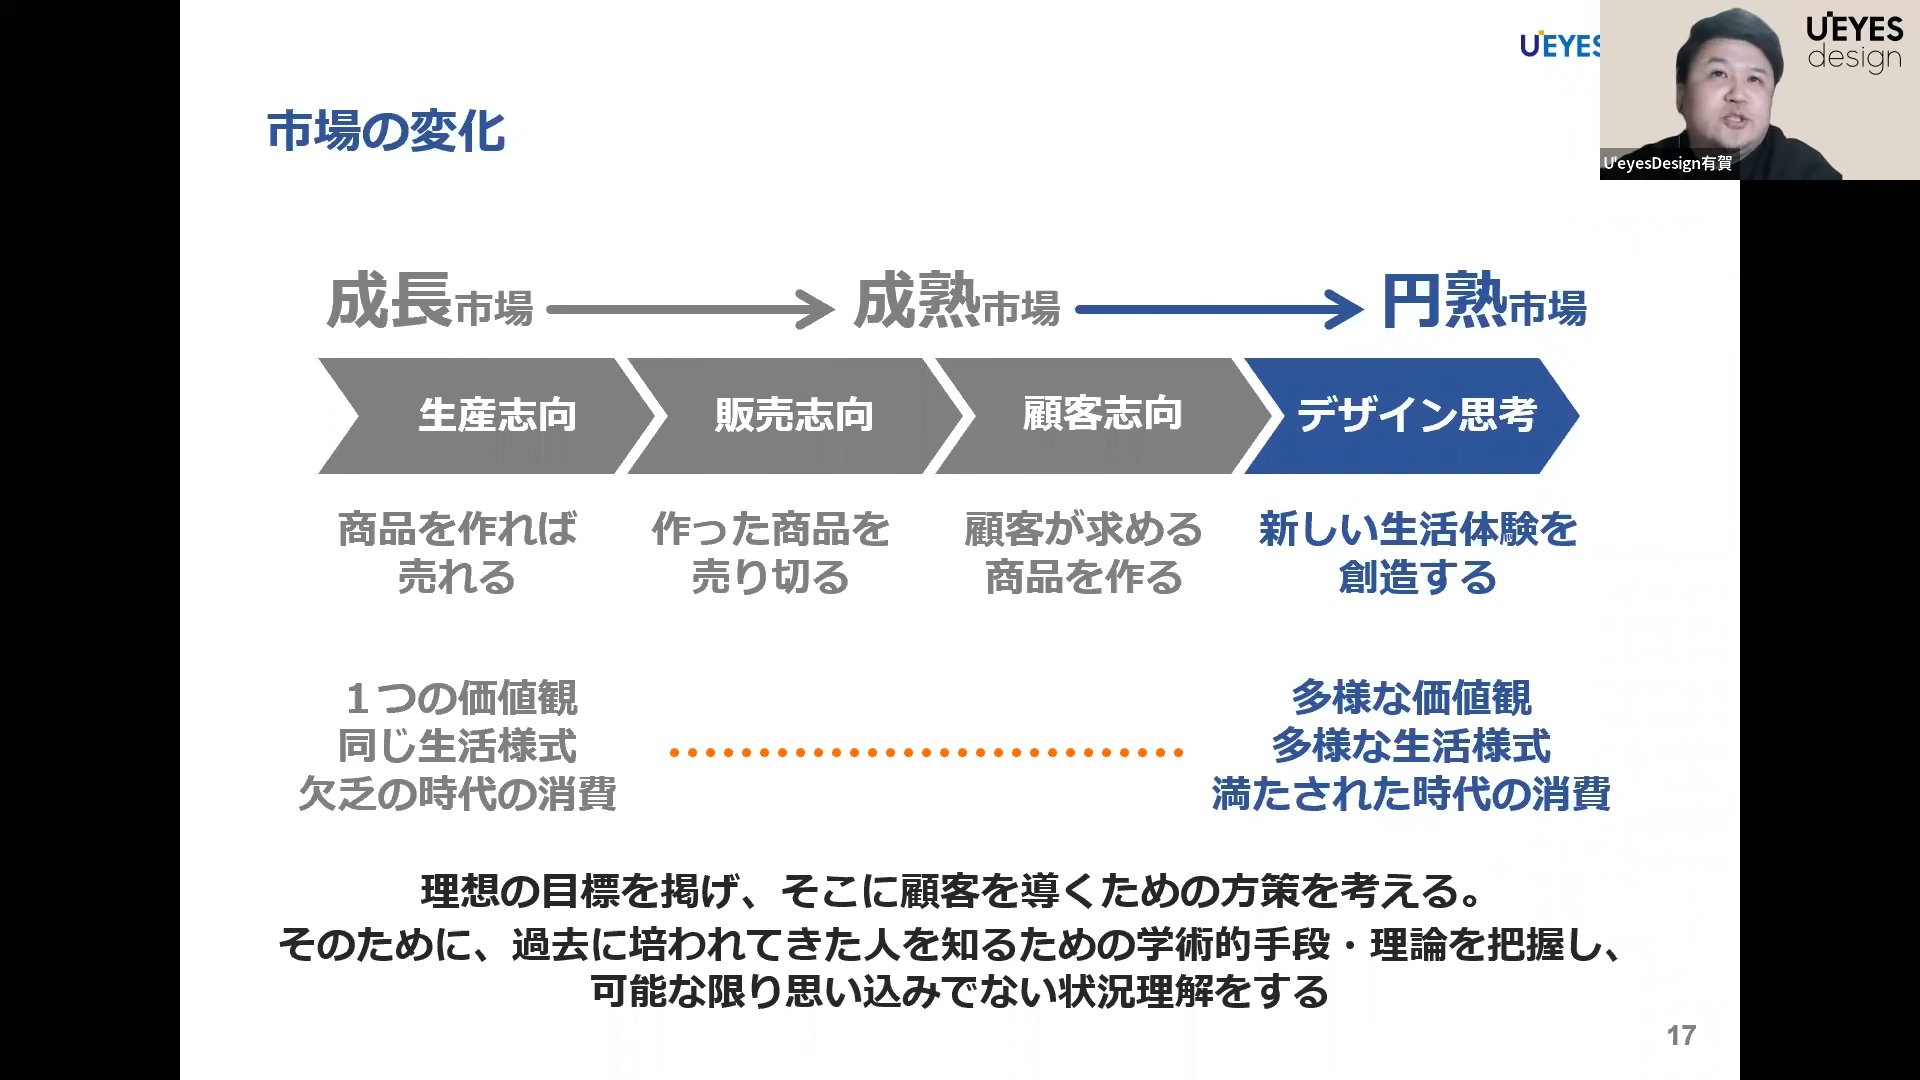 U'EYES
U'EYES
design
U'eyesDesign有賀
市場の変化
成長市場
成熟市場
円熟市場
生産志向
販売志向
顧客志向
デザイン思考
商品を作れば
売れる
作った商品を
売り切る
顧客が求める
商品を作る
新しい生活体験を
創造する
１つの価値観
同じ生活様式
欠乏の時代の消費
多様な価値観
多様な生活様式
満たされた時代の消費
理想の目標を掲げ、そこに顧客を導くための方策を考える。
そのために、過去に培われてきた人を知るための学術的手段・理論を把握し、
可能な限り思い込みでない状況理解をする
17